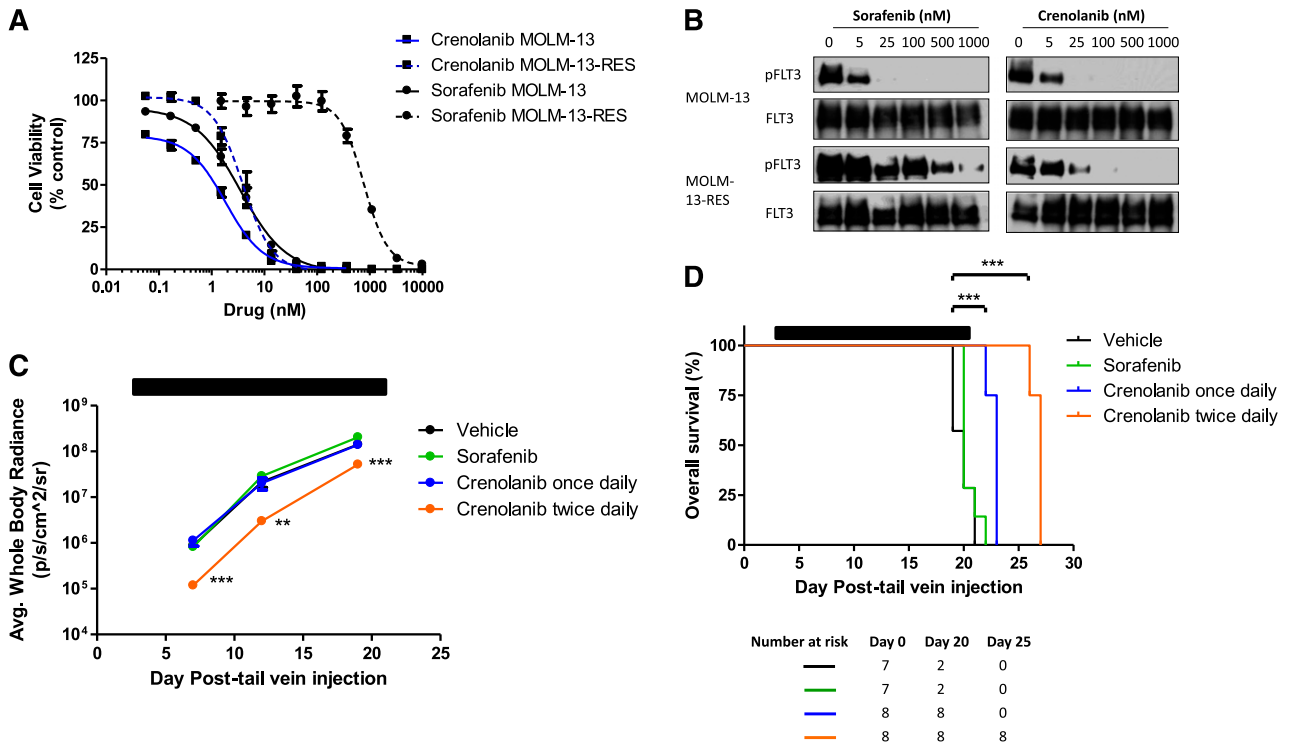 A
Crenolanib MOLM-13
Crenolanib MOLM-13-RES
Sorafenib MOLM-13
Sorafenib MOLM-13-RES
125
100
75
50
25
0
Cell Viability
(% control)
0.01 0.1 1 10 100 1000 10000
Drug (nM)
B
Sorafenib (nM) Crenolanib (nM)
0 5 25 100 500 1000 0 5 25 100 500 1000
MOLM-13
pFLT3
FLT3
MOLM-
13-RES
pFLT3
FLT3
C
10^9
10^8
10^7
10^6
10^5
10^4
Avg. Whole Body Radiance
(p/s/cm^2/sr)
*** ** ***
0 5 10 15 20 25
Day Post-tail vein injection
Vehicle
Sorafenib
Crenolanib once daily
Crenolanib twice daily
D
***
***
100
75
50
25
0
Overall survival (%)
0 5 10 15 20 25 30
Day Post-tail vein injection
Vehicle
Sorafenib
Crenolanib once daily
Crenolanib twice daily
Number at risk Day 0 Day 20 Day 25
7 2 0
7 2 0
8 8 0
8 8 8